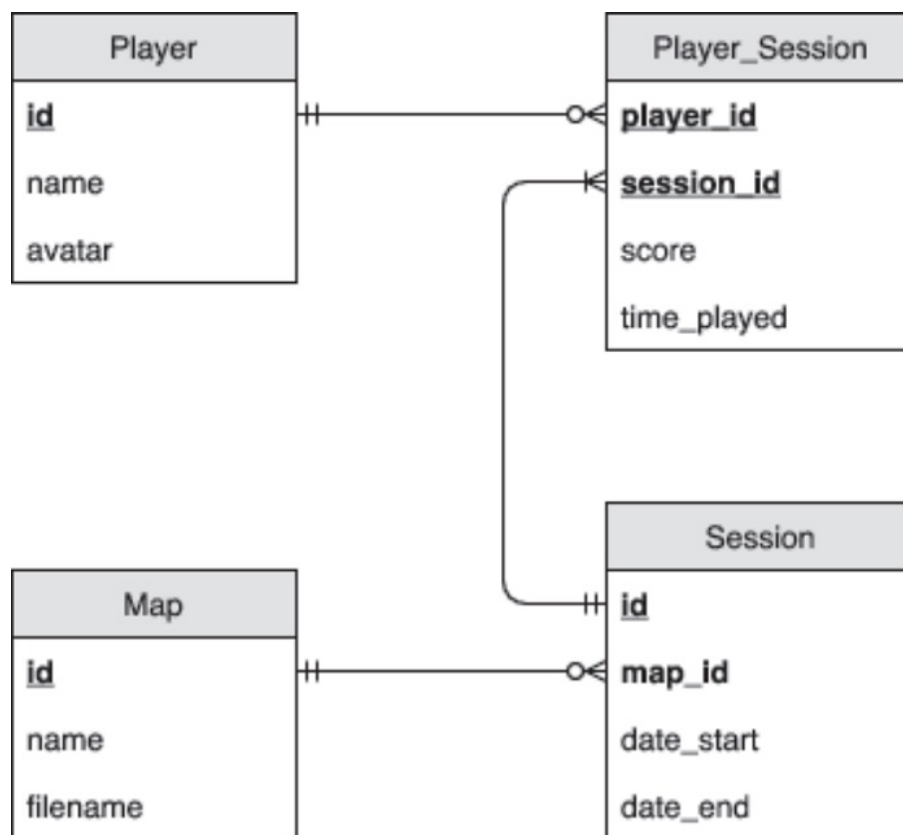 Player
id
name
avatar
Player_Session
player_id
session_id
score
time_played
Map
id
name
filename
Session
id
map_id
date_start
date_end